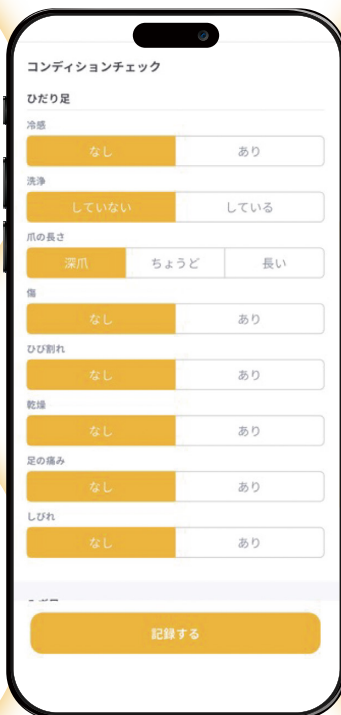 コンディションチェック
ひだり足
冷感
なし あり
洗浄
していない している
爪の長さ
深爪 ちょうど 長い
傷
なし あり
ひび割れ
なし あり
乾燥
なし あり
足の痛み
なし あり
しびれ
なし あり
記録する